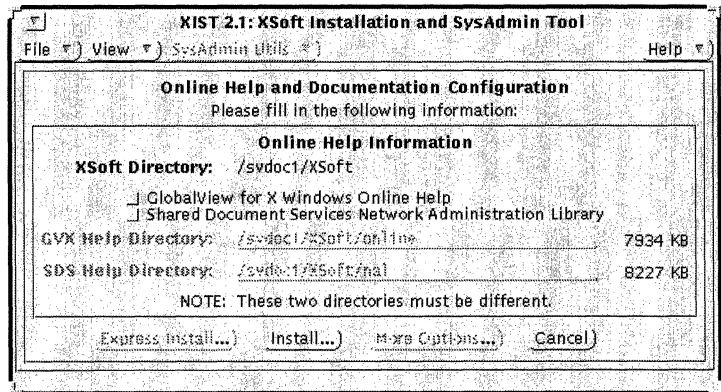 XIST 2.1: XSoft Installation and SysAdmin Tool
File View SysAdmin Utils Help
Online Help and Documentation Configuration
Please fill in the following information:
Online Help Information
XSoft Directory: /svdoc1/XSoft
GlobalView for X Windows Online Help
Shared Document Services Network Administration Library
GVX Help Directory: /svdoc1/XSoft/online 7934 KB
SDS Help Directory: /svdoc1/XSoft/nal 8227 KB
NOTE: These two directories must be different.
Express Install... Install... More Options... Cancel